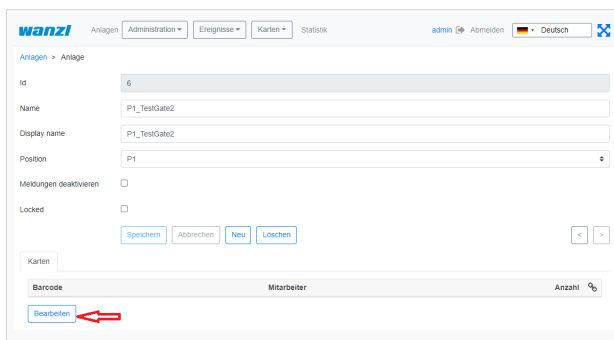 wanzl Anlagen Administration Ereignisse Karten Statistik admin Abmelden Deutsch
Anlagen > Anlage
Id 6
Name P1_TestGate2
Display name P1_TestGate2
Position P1
Meldungen deaktivieren
Locked
Speichern Abbrechen Neu Löschen < >
Karten
Barcode Mitarbeiter Anzahl
Bearbeiten